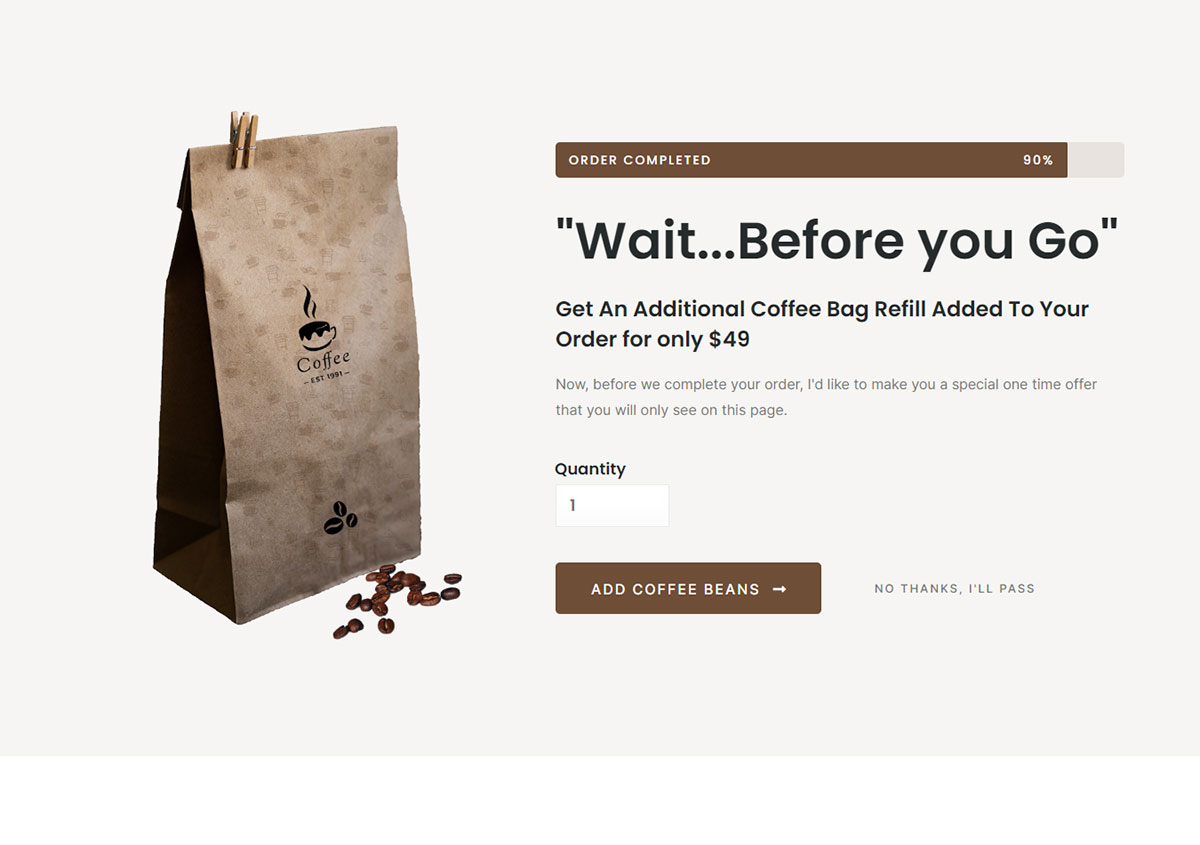 ORDER COMPLETED 90%
"Wait...Before you Go"
Get An Additional Coffee Bag Refill Added To Your
Order for only $49
Now, before we complete your order, I'd like to make you a special one time offer
that you will only see on this page.
Quantity
1
ADD COFFEE BEANS →
NO THANKS, I'LL PASS
Coffee
– EST. 1991 –